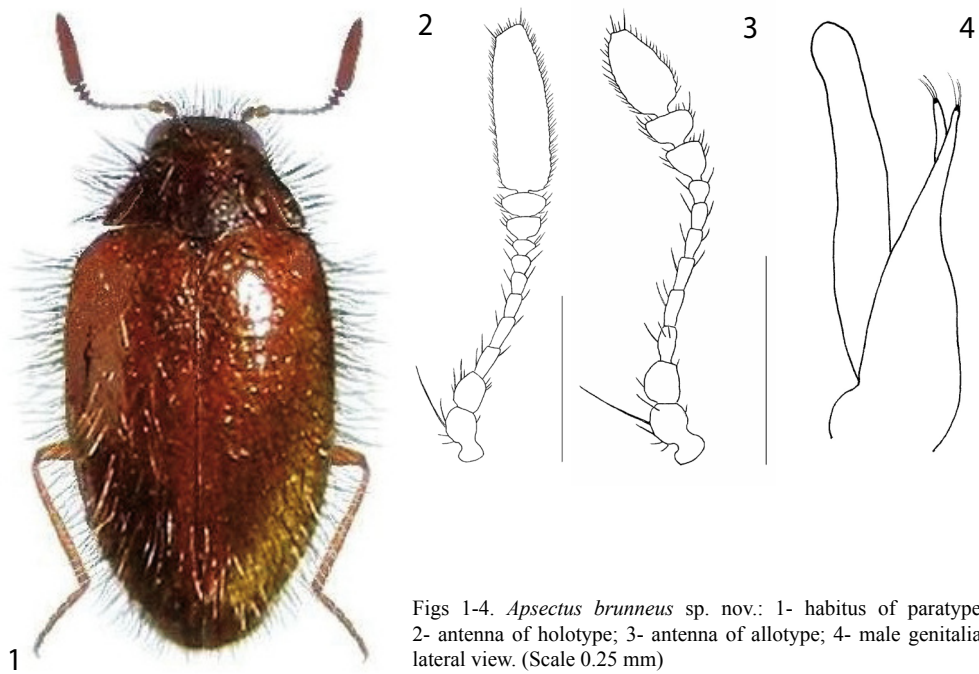 2
3
4
1
Figs 1-4. Apsectus brunneus sp. nov.: 1- habitus of paratype
2- antenna of holotype; 3- antenna of allotype; 4- male genitalia
lateral view. (Scale 0.25 mm)